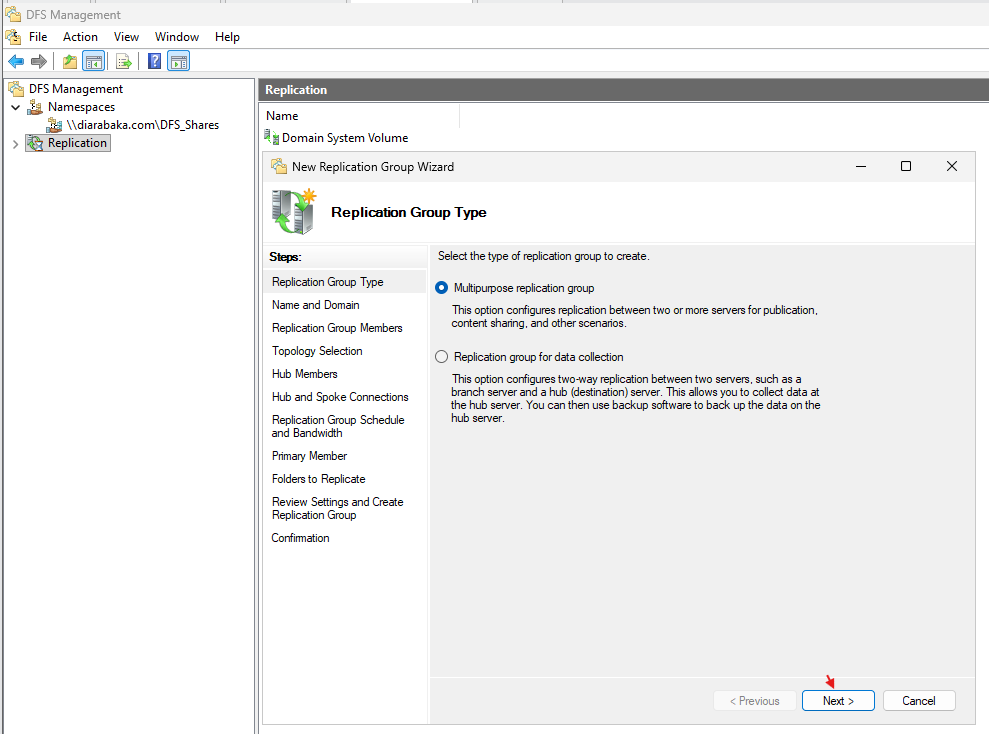 DFS Management
File Action View Window Help
DFS Management
Namespaces
\\diarabaka.com\DFS_Shares
Replication
Replication
Name
Domain System Volume
New Replication Group Wizard
Replication Group Type
Steps:
Replication Group Type
Name and Domain
Replication Group Members
Topology Selection
Hub Members
Hub and Spoke Connections
Replication Group Schedule
and Bandwidth
Primary Member
Folders to Replicate
Review Settings and Create
Replication Group
Confirmation
Select the type of replication group to create.
Multipurpose replication group
This option configures replication between two or more servers for publication,
content sharing, and other scenarios.
Replication group for data collection
This option configures two-way replication between two servers, such as a
branch server and a hub (destination) server. This allows you to collect data at
the hub server. You can then use backup software to back up the data on the
hub server.
< Previous
Next >
Cancel